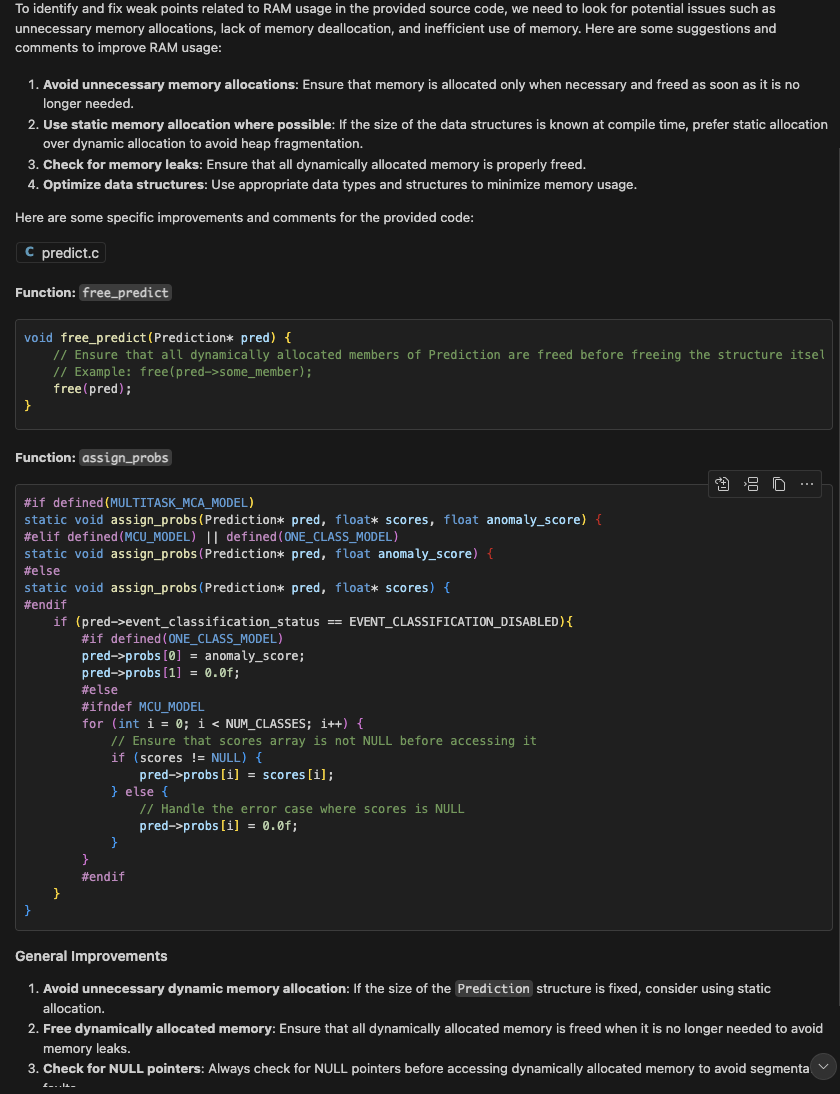 To identify and fix weak points related to RAM usage in the provided source code, we need to look for potential issues such as
unnecessary memory allocations, lack of memory deallocation, and inefficient use of memory. Here are some suggestions and
comments to improve RAM usage:
1. Avoid unnecessary memory allocations: Ensure that memory is allocated only when necessary and freed as soon as it is no
longer needed.
2. Use static memory allocation where possible: If the size of the data structures is known at compile time, prefer static allocation
over dynamic allocation to avoid heap fragmentation.
3. Check for memory leaks: Ensure that all dynamically allocated memory is properly freed.
4. Optimize data structures: Use appropriate data types and structures to minimize memory usage.
Here are some specific improvements and comments for the provided code:
C predict.c
Function: free_predict
void free_predict(Prediction* pred) {
    // Ensure that all dynamically allocated members of Prediction are freed before freeing the structure itsel
    // Example: free(pred->some_member);
    free(pred);
}
Function: assign_probs
#if defined(MULTITASK_MCA_MODEL)
static void assign_probs(Prediction* pred, float* scores, float anomaly_score) {
#elif defined(MCU_MODEL) || defined(ONE_CLASS_MODEL)
static void assign_probs(Prediction* pred, float anomaly_score) {
#else
static void assign_probs(Prediction* pred, float* scores) {
#endif
    if (pred->event_classification_status == EVENT_CLASSIFICATION_DISABLED){
        #if defined(ONE_CLASS_MODEL)
        pred->probs[0] = anomaly_score;
        pred->probs[1] = 0.0f;
        #else
        #ifndef MCU_MODEL
        for (int i = 0; i < NUM_CLASSES; i++) {
            // Ensure that scores array is not NULL before accessing it
            if (scores != NULL) {
                pred->probs[i] = scores[i];
            } else {
                // Handle the error case where scores is NULL
                pred->probs[i] = 0.0f;
            }
        }
        #endif
    }
}
General Improvements
1. Avoid unnecessary dynamic memory allocation: If the size of the Prediction structure is fixed, consider using static
allocation.
2. Free dynamically allocated memory: Ensure that all dynamically allocated memory is freed when it is no longer needed to avoid
memory leaks.
3. Check for NULL pointers: Always check for NULL pointers before accessing dynamically allocated memory to avoid segmenta